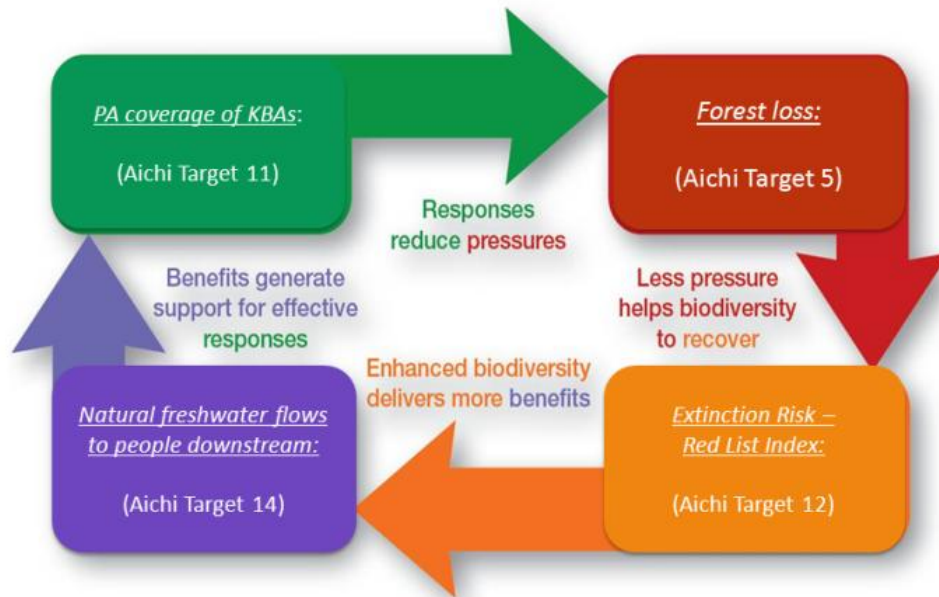 PA coverage of KBAs:
(Aichi Target 11)
Forest loss:
(Aichi Target 5)
Responses
reduce pressures
Benefits generate
support for effective
responses
Less pressure
helps biodiversity
to recover
Enhanced biodiversity
delivers more benefits
Natural freshwater flows
to people downstream:
(Aichi Target 14)
Extinction Risk –
Red List Index:
(Aichi Target 12)